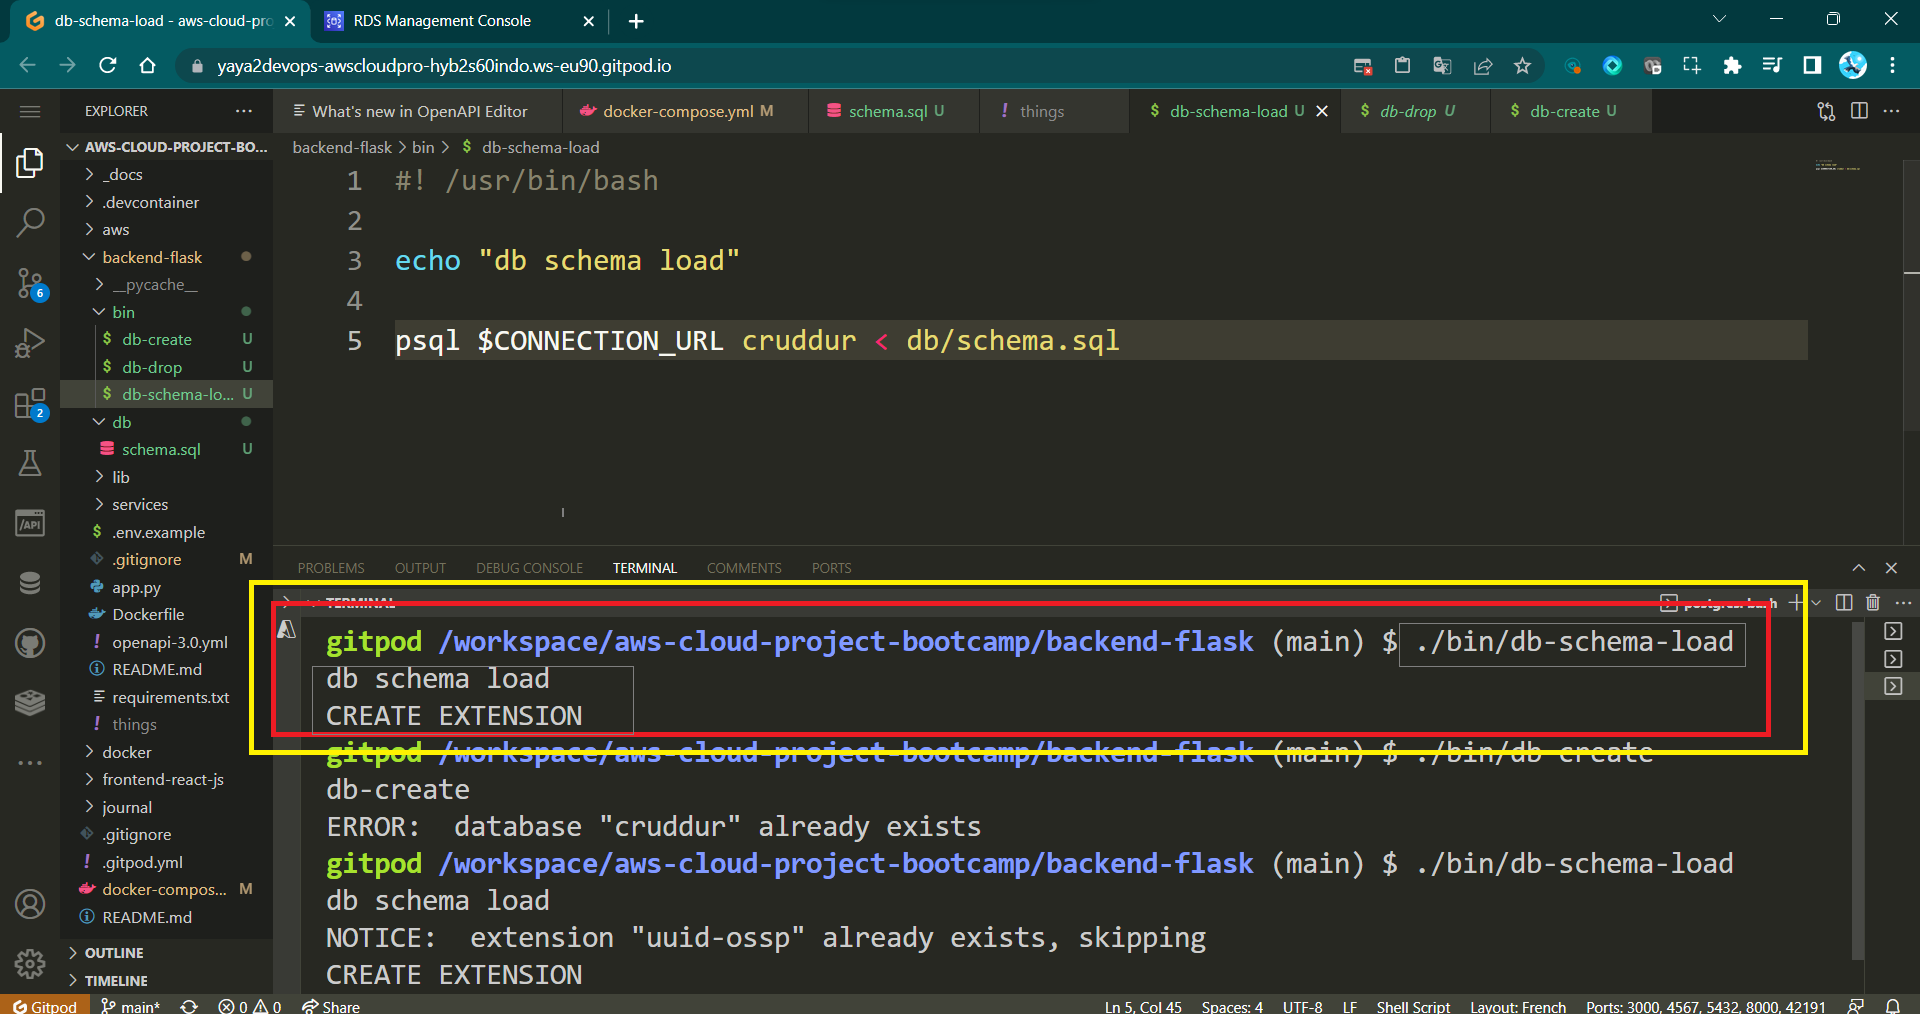 db-schema-load - aws-cloud-pro
RDS Management Console
yaya2devops-awscloudpro-hyb2s60indo.ws-eu90.gitpod.io
EXPLORER
What's new in OpenAPI Editor
docker-compose.yml M
schema.sql U
! things
$ db-schema-load U
$ db-drop U
$ db-create U
AWS-CLOUD-PROJECT-BO...
backend-flask > bin > $ db-schema-load
_docs
.devcontainer
aws
backend-flask
__pycache__
bin
$ db-create U
$ db-drop U
$ db-schema-lo... U
db
schema.sql U
lib
services
$ .env.example
.gitignore M
app.py
Dockerfile
! openapi-3.0.yml
README.md
requirements.txt
! things
docker
frontend-react-js
journal
.gitignore
! .gitpod.yml
docker-compos... M
README.md
OUTLINE
TIMELINE
6
2
/API
1 #! /usr/bin/bash
2
3 echo "db schema load"
4
5 psql $CONNECTION_URL cruddur < db/schema.sql
PROBLEMS OUTPUT DEBUG CONSOLE TERMINAL COMMENTS PORTS
TERMINAL
gitpod /workspace/aws-cloud-project-bootcamp/backend-flask (main) $ ./bin/db-schema-load
db schema load
CREATE EXTENSION
gitpod /workspace/aws-cloud-project-bootcamp/backend-flask (main) $ ./bin/db-create
db-create
ERROR:  database "cruddur" already exists
gitpod /workspace/aws-cloud-project-bootcamp/backend-flask (main) $ ./bin/db-schema-load
db schema load
NOTICE:  extension "uuid-ossp" already exists, skipping
CREATE EXTENSION
Gitpod main* 0 0 Share
Ln 5, Col 45 Spaces: 4 UTF-8 LF Shell Script Layout: French Ports: 3000, 4567, 5432, 8000, 42191